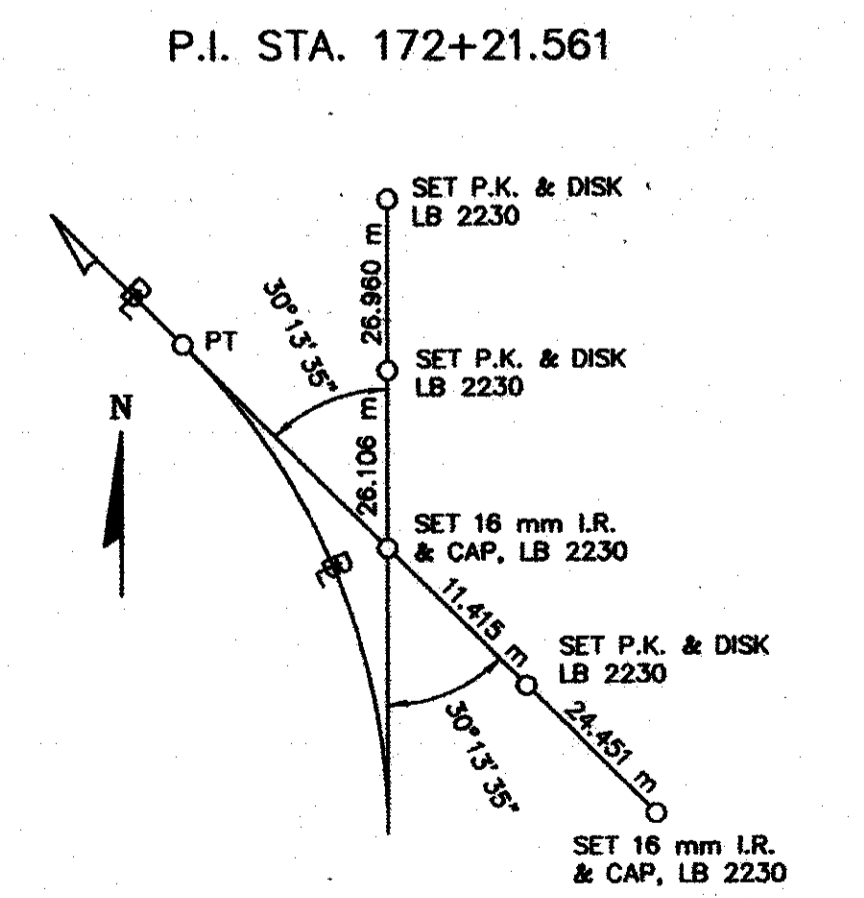 P.I. STA. 172+21.561
SET P.K. & DISK
LB 2230
26.960 m
30°13'35"
PT
SET P.K. & DISK
LB 2230
N
26.106 m
SET 16 mm I.R.
& CAP, LB 2230
BL
BL
11.415 m
SET P.K. & DISK
LB 2230
30°13'35"
24.451 m
SET 16 mm I.R.
& CAP, LB 2230